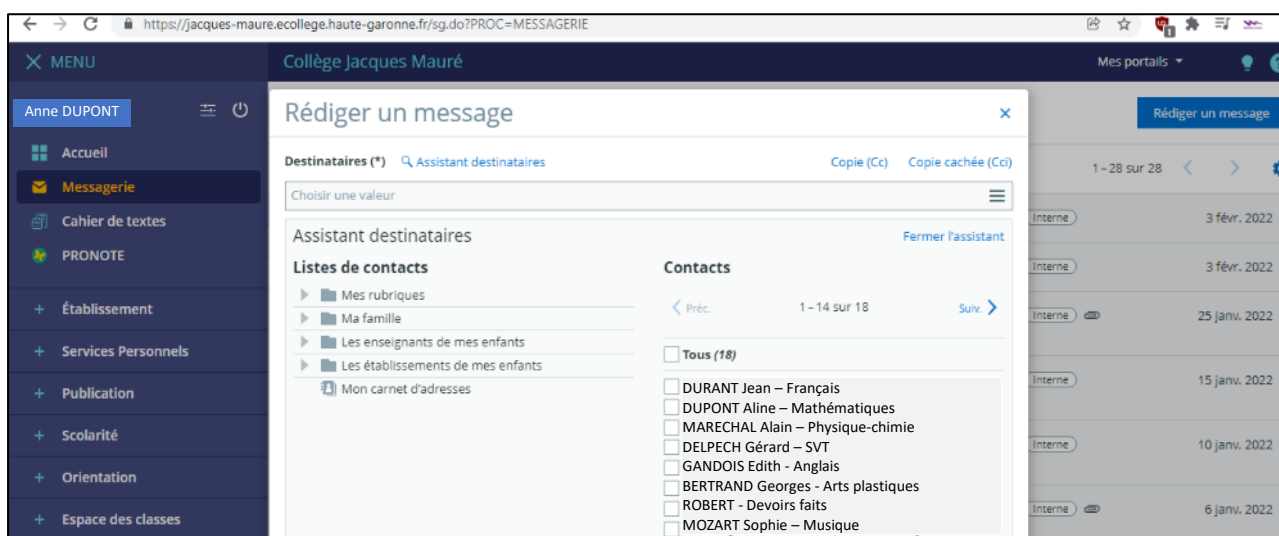 https://jacques-maure.ecollege.haute-garonne.fr/sg.do?PROC=MESSAGERIE
1
MENU
Collège Jacques Mauré
Mes portails
Anne DUPONT
Accueil
Messagerie
Cahier de textes
PRONOTE
+ Établissement
+ Services Personnels
+ Publication
+ Scolarité
+ Orientation
+ Espace des classes
Rédiger un message
Destinataires (*) Assistant destinataires Copie (Cc) Copie cachée (Cci)
Choisir une valeur
Assistant destinataires Fermer l'assistant
Listes de contacts
Mes rubriques
Ma famille
Les enseignants de mes enfants
Les établissements de mes enfants
Mon carnet d'adresses
Contacts
Préc. 1 – 14 sur 18 Suiv.
Tous (18)
DURANT Jean – Français
DUPONT Aline – Mathématiques
MARECHAL Alain – Physique-chimie
DELPECH Gérard – SVT
GANDOIS Edith - Anglais
BERTRAND Georges - Arts plastiques
ROBERT - Devoirs faits
MOZART Sophie – Musique
Rédiger un message
1 – 28 sur 28
Interne 3 févr. 2022
Interne 3 févr. 2022
Interne 25 janv. 2022
Interne 15 janv. 2022
Interne 10 janv. 2022
Interne 6 janv. 2022